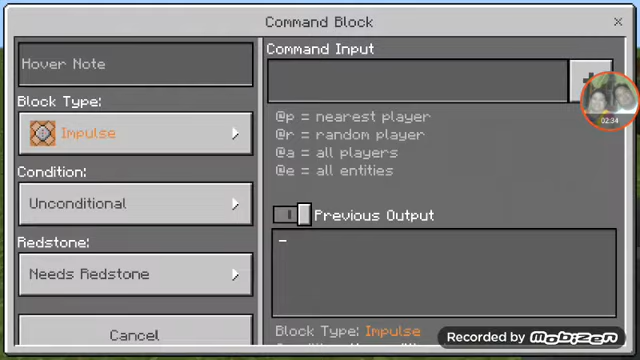 Command Block
×
Hover Note
Block Type:
Impulse
Condition:
Unconditional
Redstone:
Needs Redstone
Cancel
Command Input
@p = nearest player
@r = random player
@a = all players
@e = all entities
02:34
Previous Output
-
Block Type: Impulse
Recorded by Mobizen